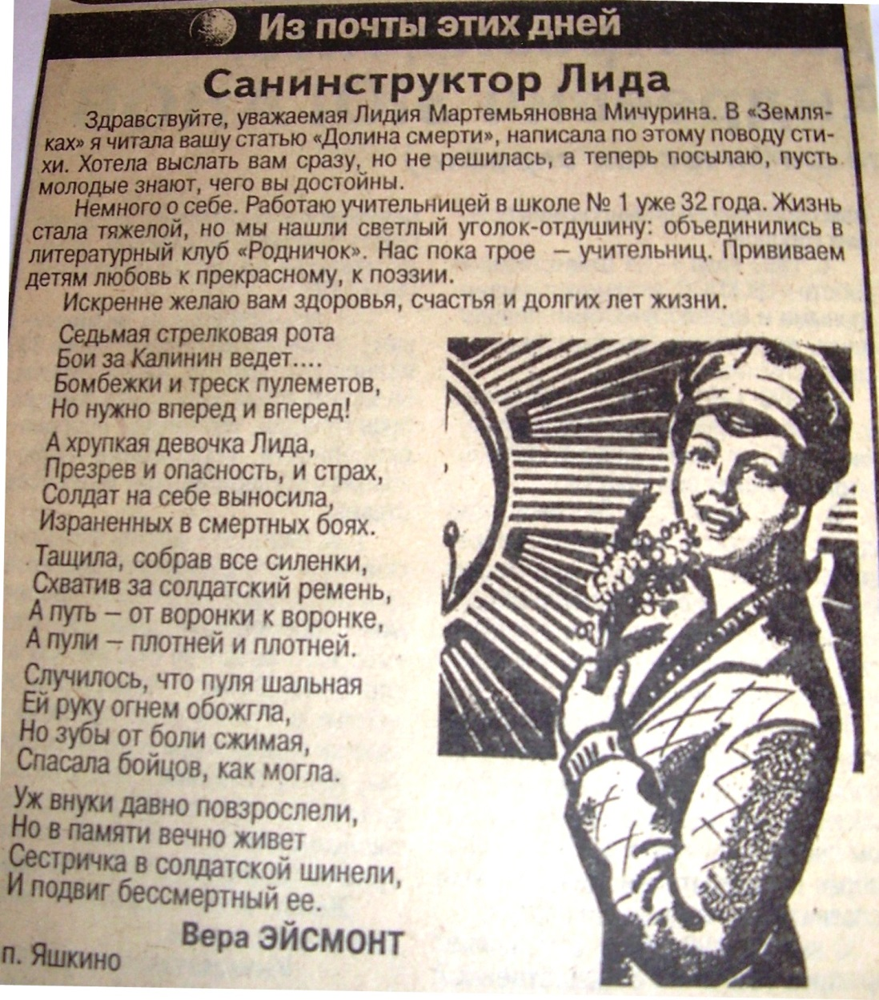 Из почты этих дней
Санинструктор Лида
Здравствуйте, уважаемая Лидия Мартемьяновна Мичурина. В «Земля-
ках» я читала вашу статью «Долина смерти», написала по этому поводу сти-
хи. Хотела выслать вам сразу, но не решилась, а теперь посылаю, пусть
молодые знают, чего вы достойны.
Немного о себе. Работаю учительницей в школе № 1 уже 32 года. Жизнь
стала тяжелой, но мы нашли светлый уголок-отдушину: объединились в
литературный клуб «Родничок». Нас пока трое – учительниц. Прививаем
детям любовь к прекрасному, к поэзии.
Искренне желаю вам здоровья, счастья и долгих лет жизни.
Седьмая стрелковая рота
Бои за Калинин ведет....
Бомбежки и треск пулеметов,
Но нужно вперед и вперед!
А хрупкая девочка Лида,
Презрев и опасность, и страх,
Солдат на себе выносила,
Израненных в смертных боях.
Тащила, собрав все силенки,
Схватив за солдатский ремень,
А путь – от воронки к воронке,
А пули – плотней и плотней.
Случилось, что пуля шальная
Ей руку огнем обожгла,
Но зубы от боли сжимая,
Спасала бойцов, как могла.
Уж внуки давно повзрослели,
Но в памяти вечно живет
Сестричка в солдатской шинели,
И подвиг бессмертный ее.
Вера ЭЙСМОНТ
п. Яшкино